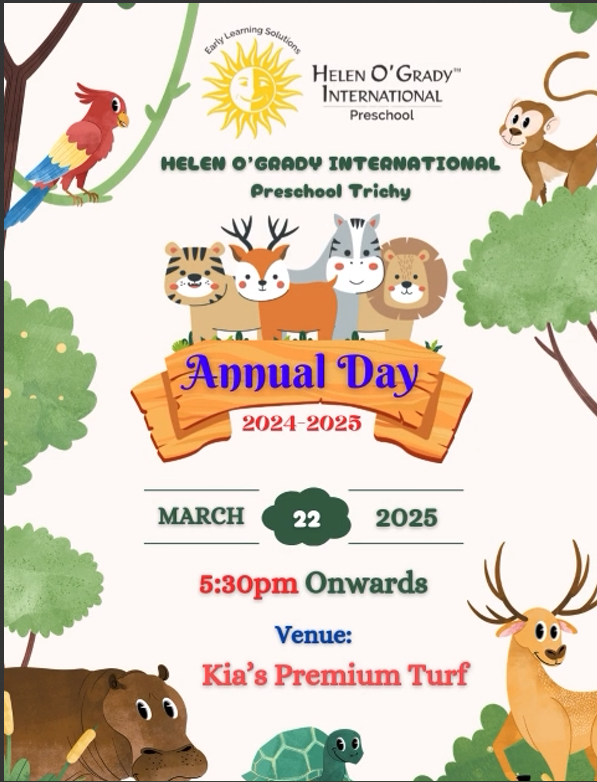 Early Learning Solutions
HELEN O'GRADY™
INTERNATIONAL
Preschool
HELEN O'GRADY INTERNATIONAL
Preschool Trichy
Annual Day
2024-2025
MARCH 22 2025
5:30pm Onwards
Venue:
Kia's Premium Turf